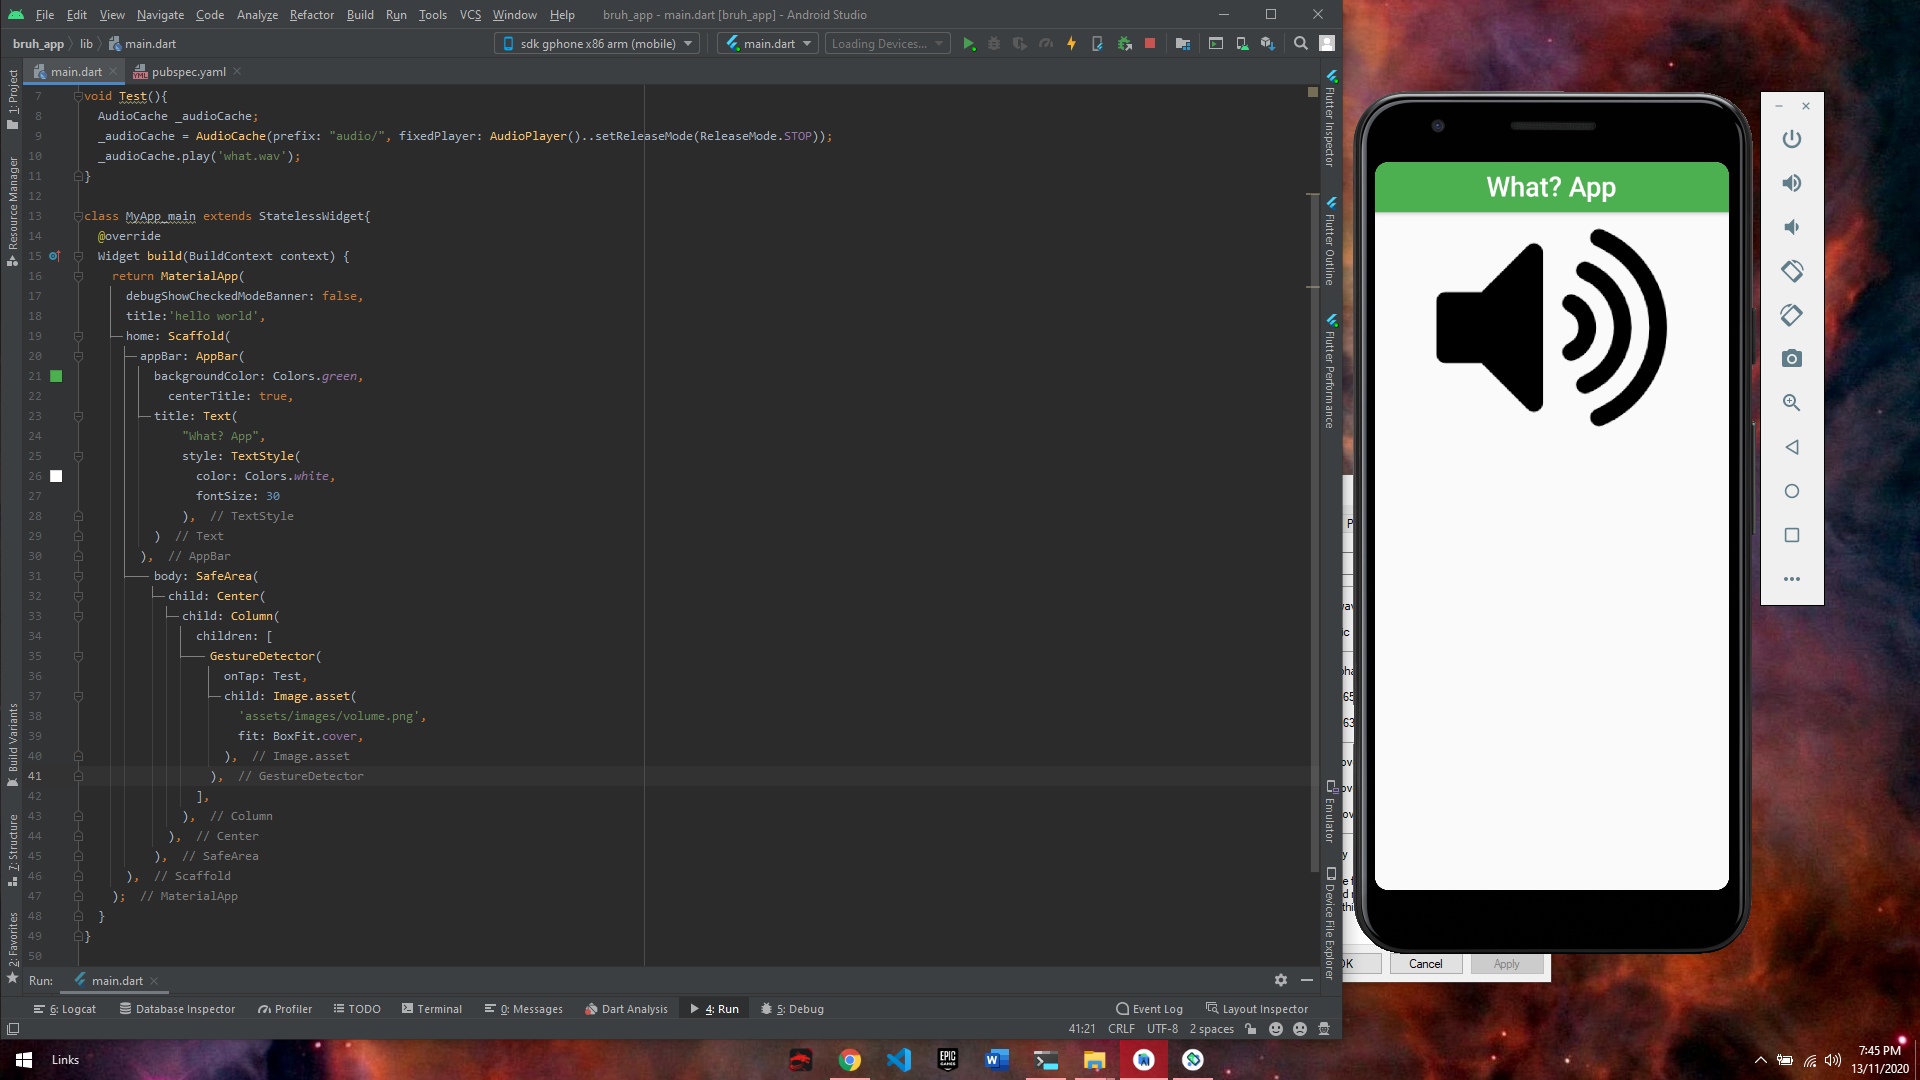 File Edit View Navigate Code Analyze Refactor Build Run Tools VCS Window Help bruh_app - main.dart [bruh_app] - Android Studio
bruh_app lib main.dart sdk gphone x86 arm (mobile) main.dart Loading Devices...
main.dart pubspec.yaml
7 void Test(){
8 AudioCache _audioCache;
9 _audioCache = AudioCache(prefix: "audio/", fixedPlayer: AudioPlayer()..setReleaseMode(ReleaseMode.STOP));
10 _audioCache.play('what.wav');
11 }
12
13 class MyApp_main extends StatelessWidget{
14 @override
15 Widget build(BuildContext context) {
16 return MaterialApp(
17 debugShowCheckedModeBanner: false,
18 title:'hello world',
19 home: Scaffold(
20 appBar: AppBar(
21 backgroundColor: Colors.green,
22 centerTitle: true,
23 title: Text(
24 "What? App",
25 style: TextStyle(
26 color: Colors.white,
27 fontSize: 30
28 ), // TextStyle
29 ) // Text
30 ), // AppBar
31 body: SafeArea(
32 child: Center(
33 child: Column(
34 children: [
35 GestureDetector(
36 onTap: Test,
37 child: Image.asset(
38 'assets/images/volume.png',
39 fit: BoxFit.cover,
40 ), // Image.asset
41 ), // GestureDetector
42 ],
43 ), // Column
44 ), // Center
45 ), // SafeArea
46 ), // Scaffold
47 ); // MaterialApp
48 }
49 }
50
1: Project
Resource Manager
Build Variants
7: Structure
2: Favorites
Flutter Inspector
Flutter Outline
Flutter Performance
Emulator
Device File Explorer
What? App
OK Cancel Apply
Run: main.dart
6: Logcat Database Inspector Profiler TODO Terminal 0: Messages Dart Analysis 4: Run 5: Debug Event Log Layout Inspector
41:21 CRLF UTF-8 2 spaces
Links
EPIC GAMES
7:45 PM
13/11/2020